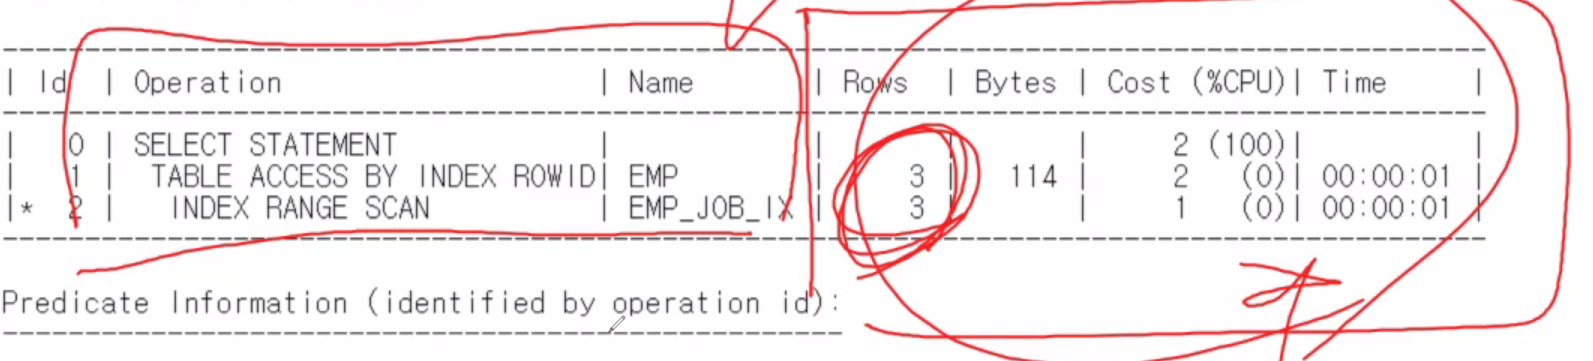 | Id | Operation | Name | Rows | Bytes | Cost (%CPU)| Time |
| 0 | SELECT STATEMENT | | | | 2 (100)| |
| 1 | TABLE ACCESS BY INDEX ROWID| EMP | 3 | 114 | 2 (0)| 00:00:01 |
|* 2 | INDEX RANGE SCAN | EMP_JOB_IX | 3 | | 1 (0)| 00:00:01 |
Predicate Information (identified by operation id):